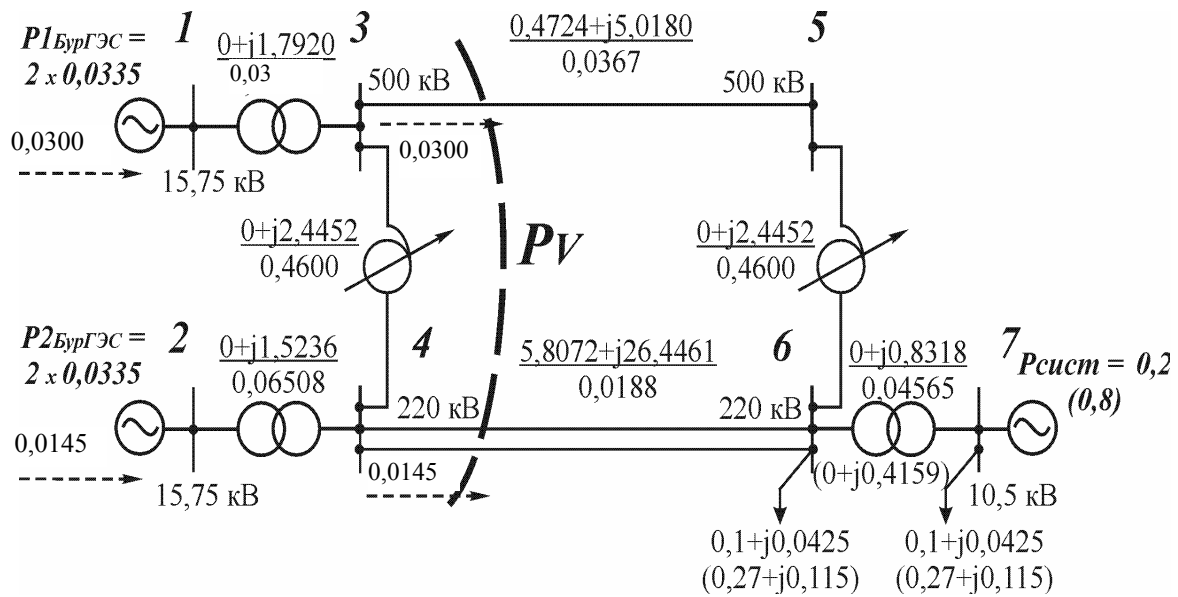 P1БурГЭС =
2 x 0,0335
1
0+j1,7920
0,03
3
0,4724+j5,0180
0,0367
5
500 кВ
500 кВ
0,0300
0,0300
15,75 кВ
0+j2,4452
0,4600
PV
0+j2,4452
0,4600
P2БурГЭС =
2 x 0,0335
2
0+j1,5236
0,06508
4
5,8072+j26,4461
0,0188
6
0+j0,8318
0,04565
7
Pсист = 0,2
(0,8)
220 кВ
220 кВ
0,0145
0,0145
(0+j0,4159)
15,75 кВ
10,5 кВ
0,1+j0,0425
(0,27+j0,115)
0,1+j0,0425
(0,27+j0,115)